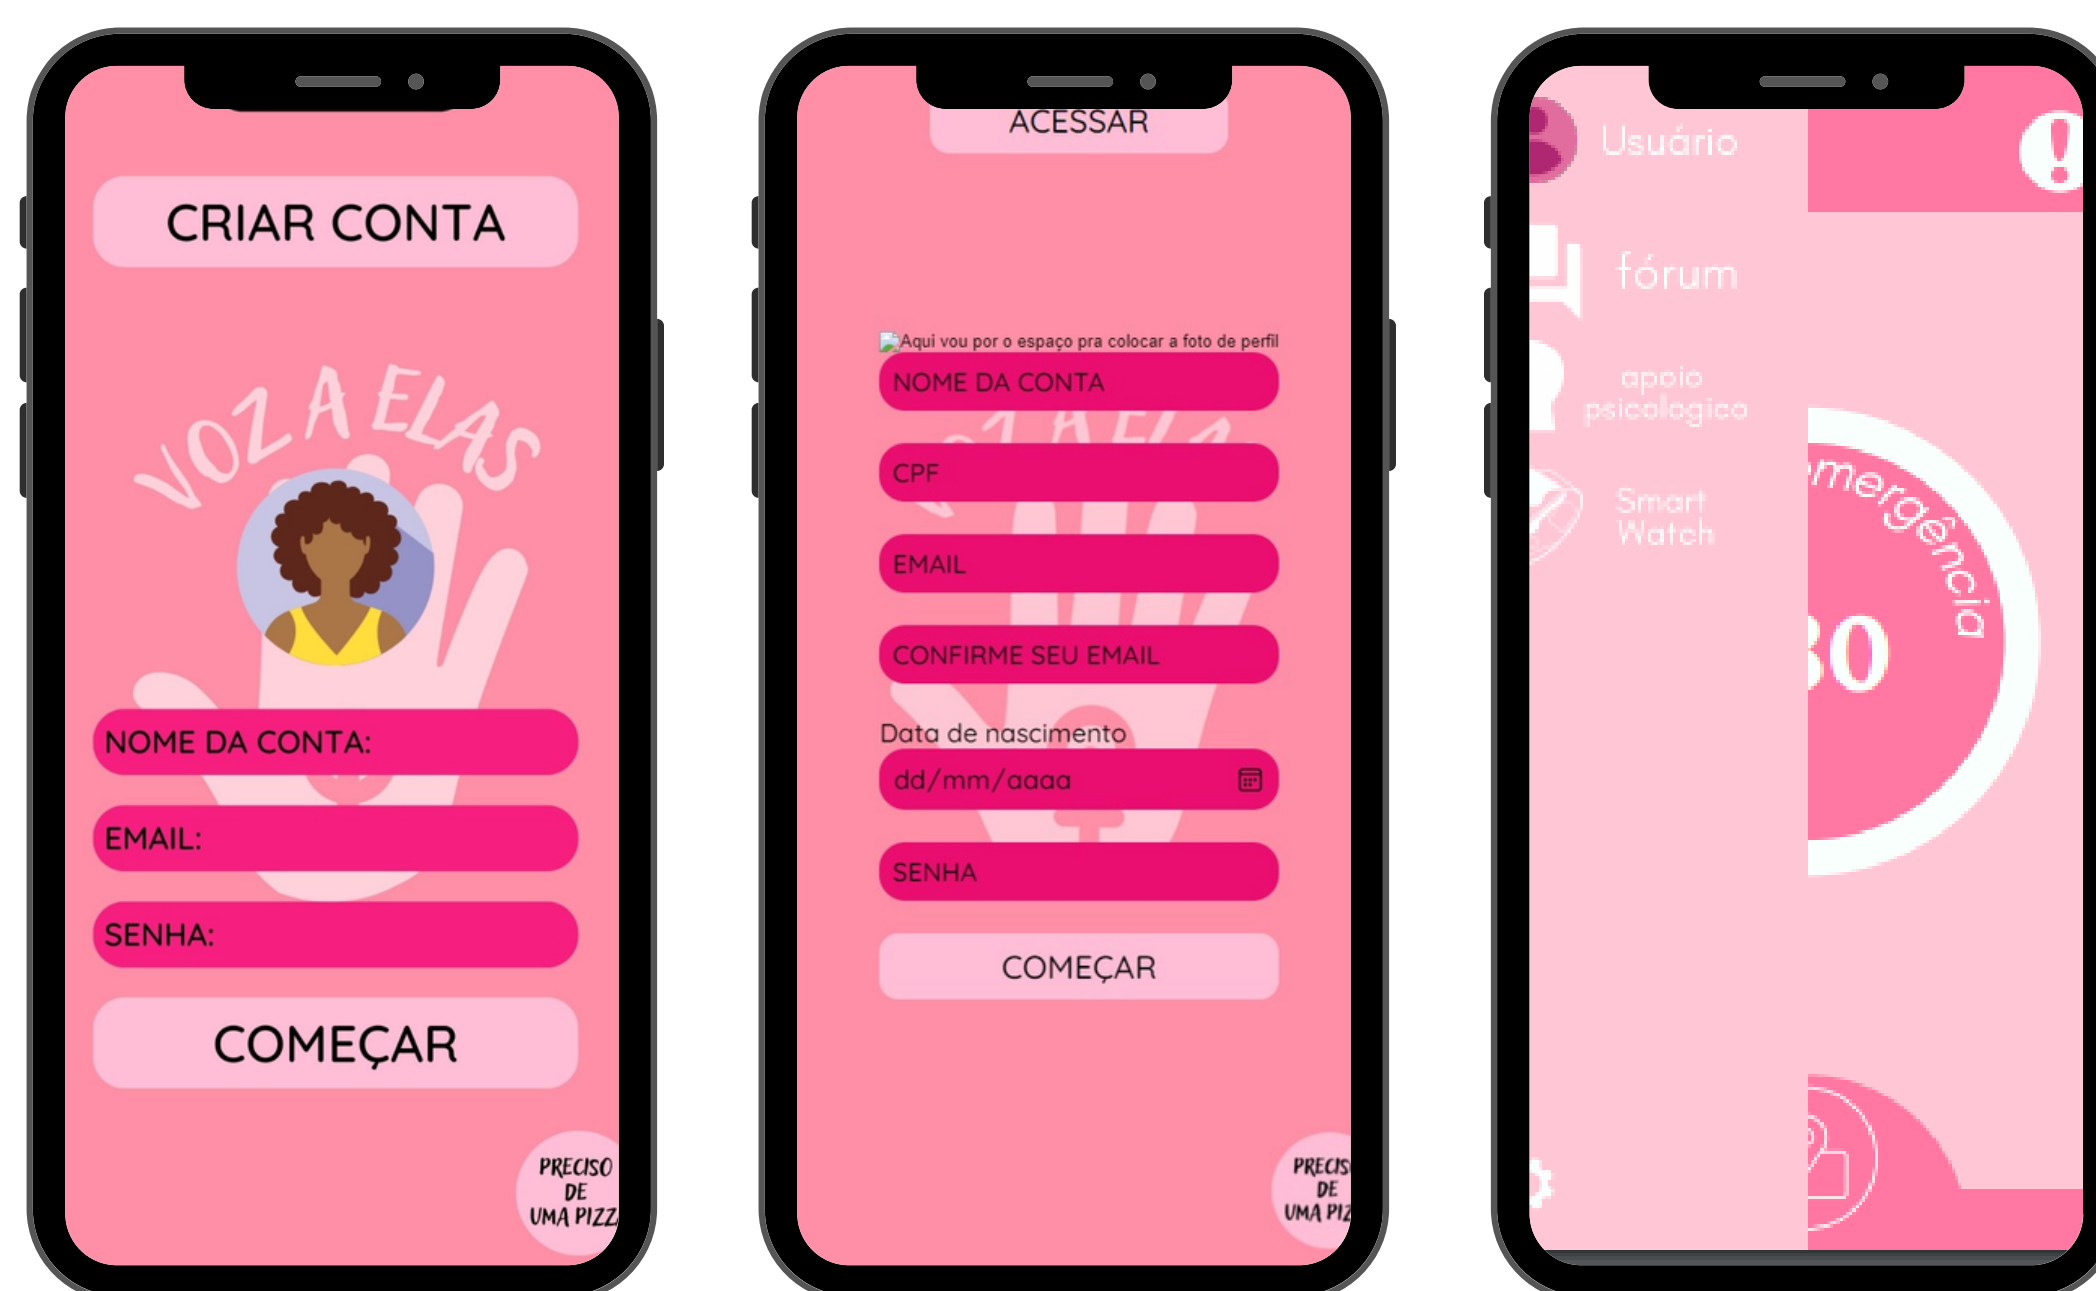 CRIAR CONTA
VOZ A ELAS
NOME DA CONTA:
EMAIL:
SENHA:
COMEÇAR
PRECISO
DE
UMA PIZZ
ACESSAR
Aqui vou por o espaço pra colocar a foto de perfil
NOME DA CONTA
CPF
EMAIL
CONFIRME SEU EMAIL
Data de nascimento
dd/mm/aaaa
SENHA
COMEÇAR
PRECIS
DE
UMA PIZ
Usuário
fórum
apoio
psicologico
Smart
Watch
!
mergência
30